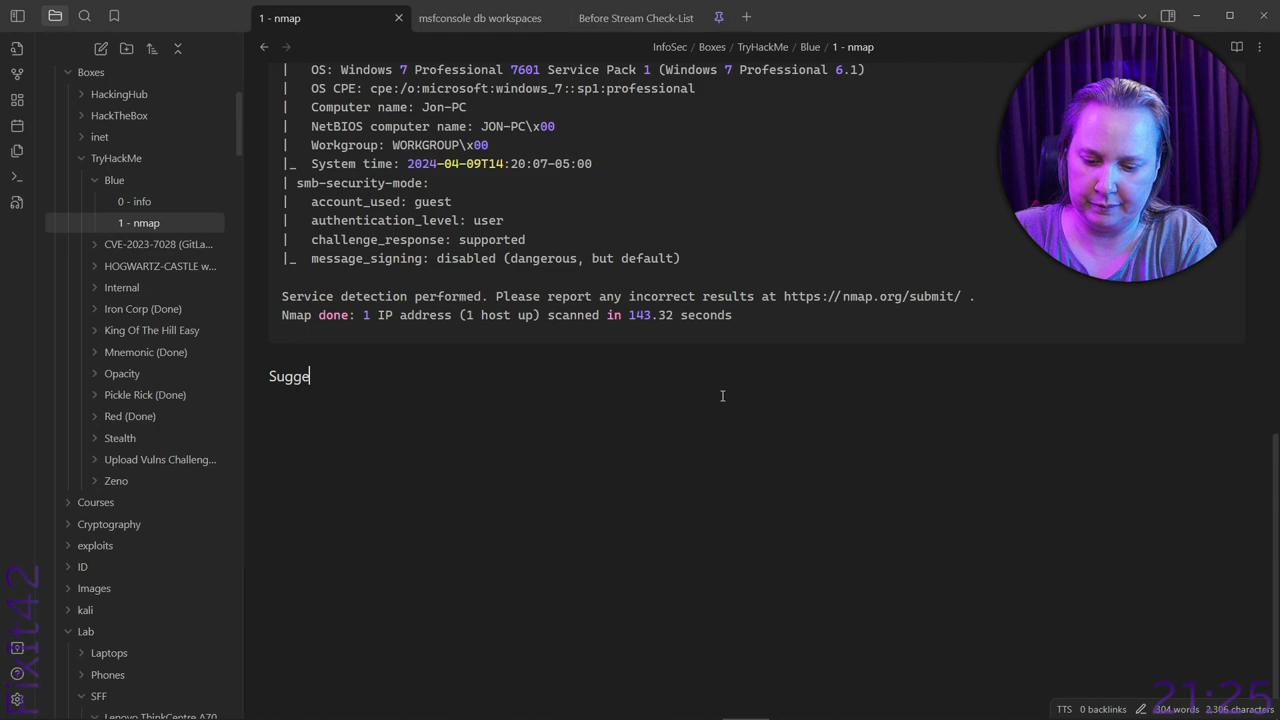 1 - nmap
msfconsole db workspaces
Before Stream Check-List
InfoSec / Boxes / TryHackMe / Blue / 1 - nmap
Boxes
HackingHub
HackTheBox
inet
TryHackMe
Blue
0 - info
1 - nmap
CVE-2023-7028 (GitLa...
HOGWARTZ-CASTLE w...
Internal
Iron Corp (Done)
King Of The Hill Easy
Mnemonic (Done)
Opacity
Pickle Rick (Done)
Red (Done)
Stealth
Upload Vulns Challeng...
Zeno
Courses
Cryptography
exploits
ID
Images
kali
Lab
Laptops
Phones
SFF
Lenovo ThinkCentre A70
| OS: Windows 7 Professional 7601 Service Pack 1 (Windows 7 Professional 6.1)
| OS CPE: cpe:/o:microsoft:windows_7::sp1:professional
| Computer name: Jon-PC
| NetBIOS computer name: JON-PC\x00
| Workgroup: WORKGROUP\x00
|_ System time: 2024-04-09T14:20:07-05:00
| smb-security-mode:
| account_used: guest
| authentication_level: user
| challenge_response: supported
|_ message_signing: disabled (dangerous, but default)
Service detection performed. Please report any incorrect results at https://nmap.org/submit/ .
Nmap done: 1 IP address (1 host up) scanned in 143.32 seconds
Sugge
Fixit42
21:25
TTS 0 backlinks 304 words 2,306 characters